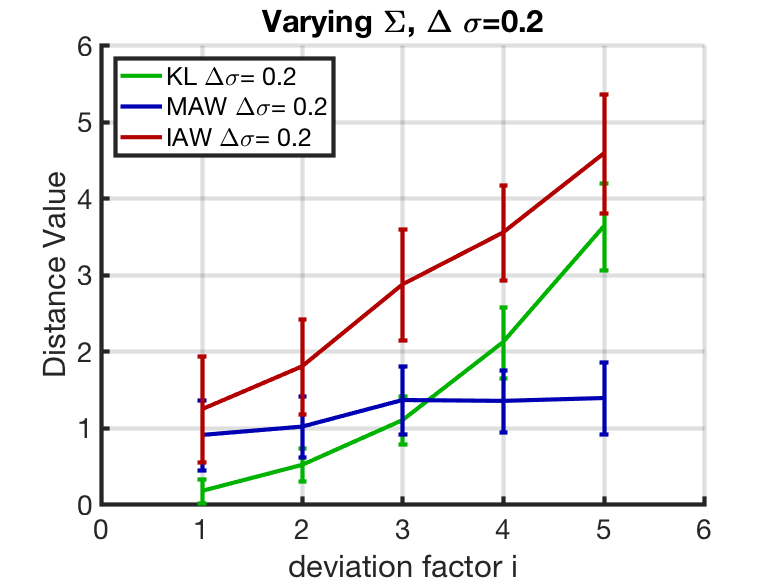 Varying Σ, Δ σ=0.2
KL Δσ= 0.2
MAW Δσ= 0.2
IAW Δσ= 0.2
Distance Value
6
5
4
3
2
1
0
0 1 2 3 4 5 6
deviation factor i